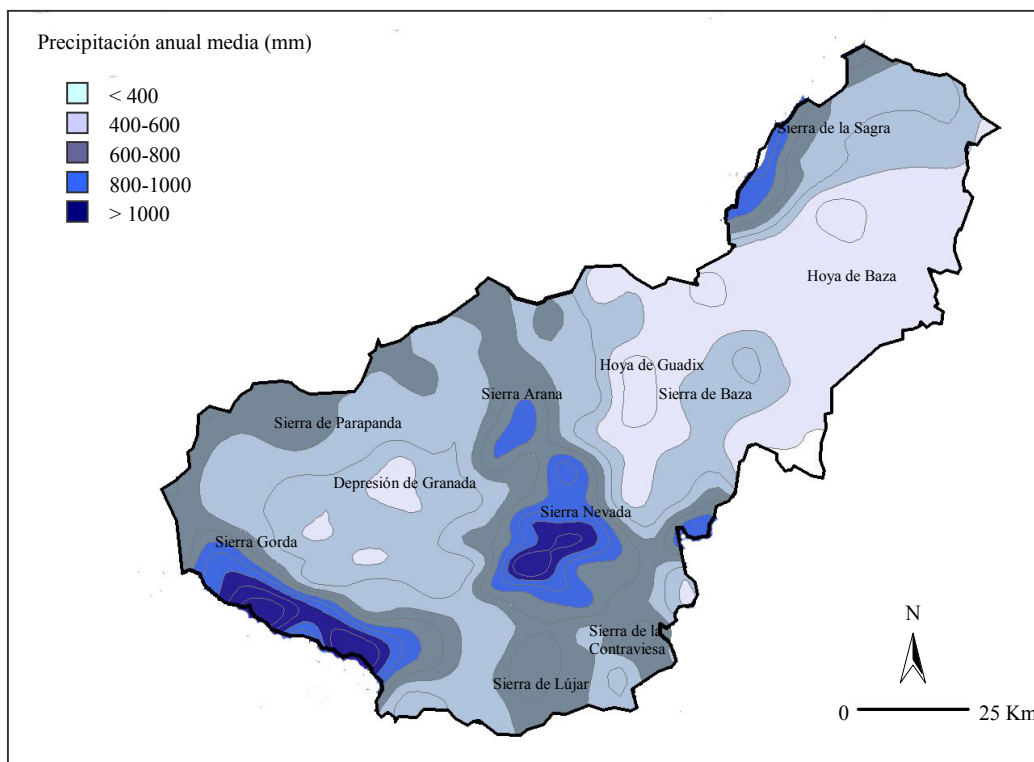 Precipitación anual media (mm)
< 400
400-600
600-800
800-1000
> 1000
Sierra de la Sagra
Hoya de Baza
Hoya de Guadix
Sierra Arana
Sierra de Baza
Sierra de Parapanda
Depresión de Granada
Sierra Nevada
Sierra Gorda
Sierra de la
Contraviesa
Sierra de Lújar
N
0
25 Km